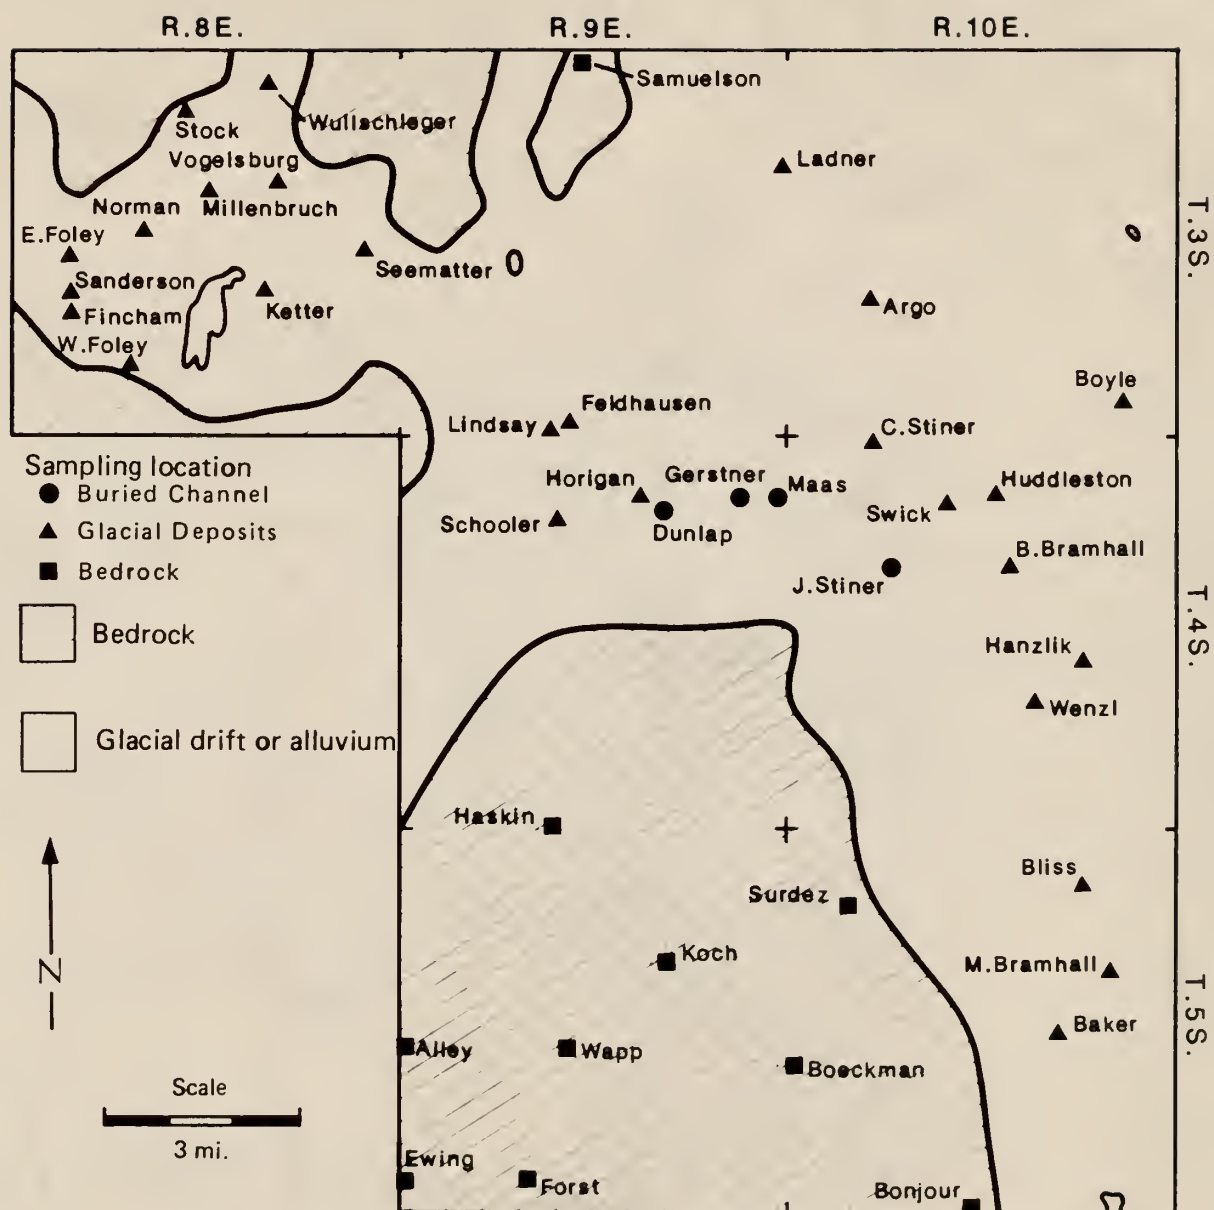 R.8E.
R.9E.
R.10E.
Samuelson
Wullschleger
Stock
Vogelsburg
Ladner
Norman
Millenbruch
E.Foley
Seematter
T.3S.
Sanderson
Ketter
Argo
Fincham
W.Foley
Boyle
Feldhausen
Lindsay
C.Stiner
Sampling location
Buried Channel
Glacial Deposits
Bedrock
Bedrock
Glacial drift or alluvium
Horigan
Gerstner
Maas
Huddleston
Schooler
Dunlap
Swick
B.Bramhall
J.Stiner
T.4S.
Hanzlik
Wenzl
Haskin
Surdez
Bliss
Koch
M.Bramhall
N
T.5S.
Baker
Alley
Wapp
Boeckman
Scale
3 mi.
Ewing
Forst
Bonjour